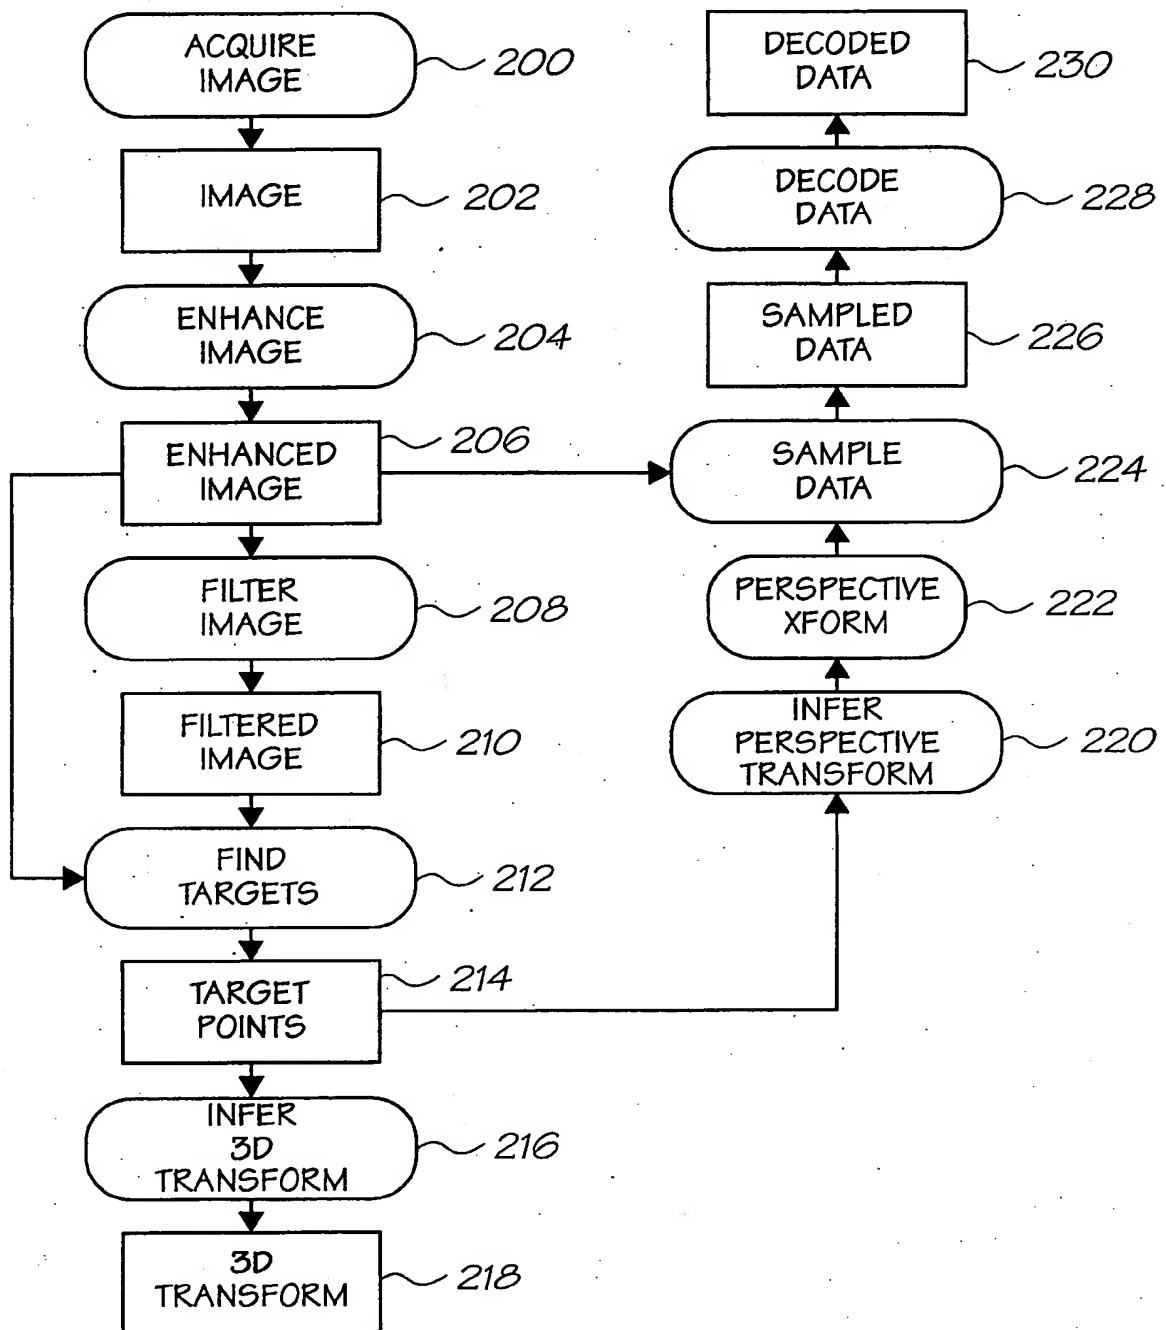 ACQUIRE
IMAGE
200
IMAGE
202
ENHANCE
IMAGE
204
ENHANCED
IMAGE
206
FILTER
IMAGE
208
FILTERED
IMAGE
210
FIND
TARGETS
212
TARGET
POINTS
214
INFER
3D
TRANSFORM
216
3D
TRANSFORM
218
DECODED
DATA
230
DECODE
DATA
228
SAMPLED
DATA
226
SAMPLE
DATA
224
PERSPECTIVE
XFORM
222
INFER
PERSPECTIVE
TRANSFORM
220